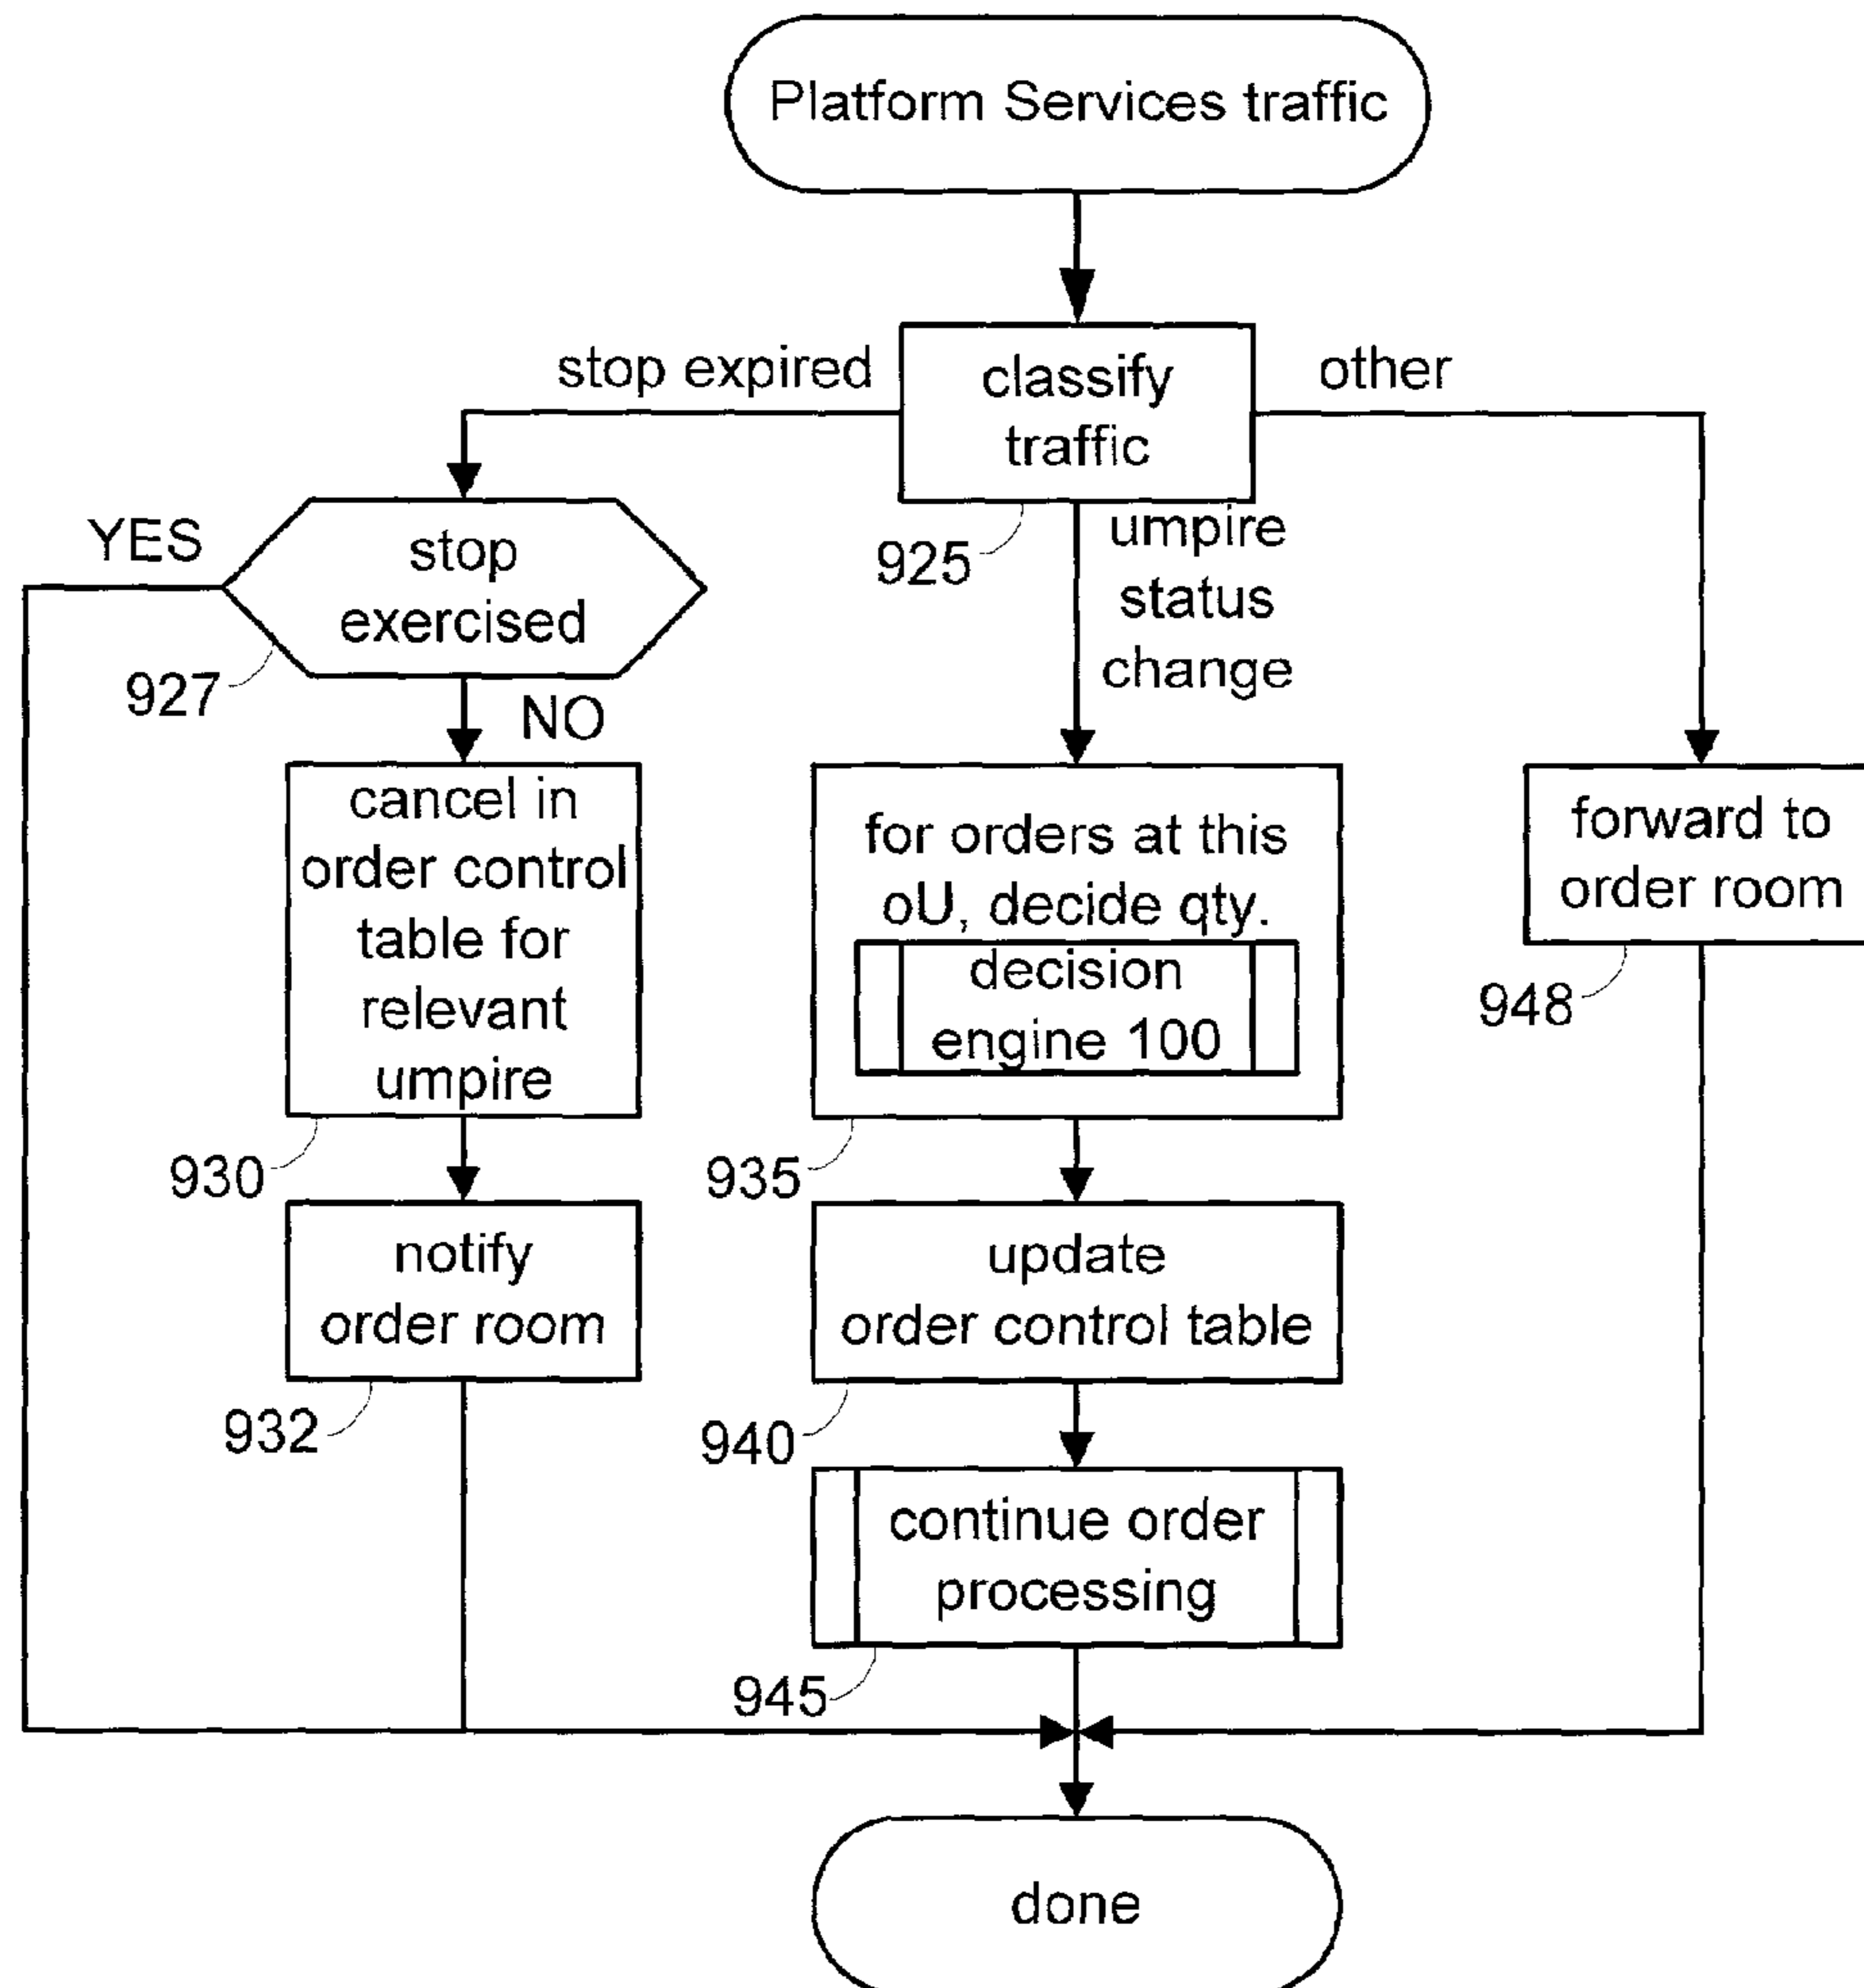 Platform Services traffic
stop expired
classify
traffic
other
925
umpire
status
change
YES
stop
exercised
927
NO
cancel in
order control
table for
relevant
umpire
930
notify
order room
932
for orders at this
oU, decide qty.
decision
engine 100
935
update
order control table
940
continue order
processing
945
forward to
order room
948
done